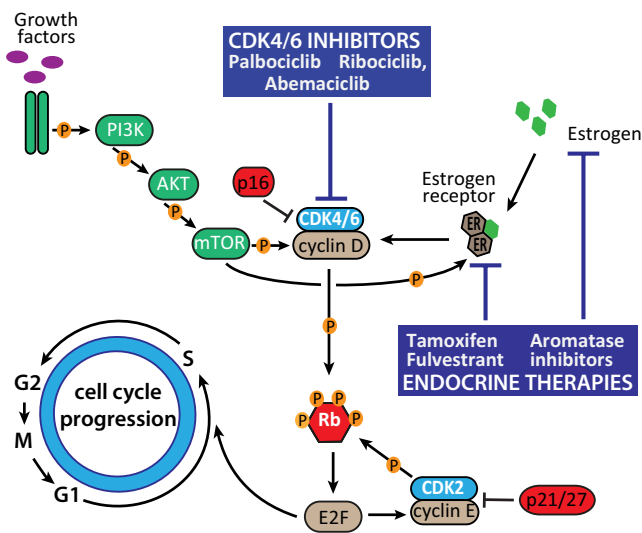 Growth
factors
CDK4/6 INHIBITORS
Palbociclib Ribociclib,
Abemaciclib
P
PI3K
P
AKT
P
mTOR
P
p16
CDK4/6
cyclin D
Estrogen
Estrogen
receptor
ER
ER
P
P
Tamoxifen Aromatase
Fulvestrant inhibitors
ENDOCRINE THERAPIES
S
G2
M
G1
cell cycle
progression
P P
P Rb P
P
CDK2
cyclin E
p21/27
E2F